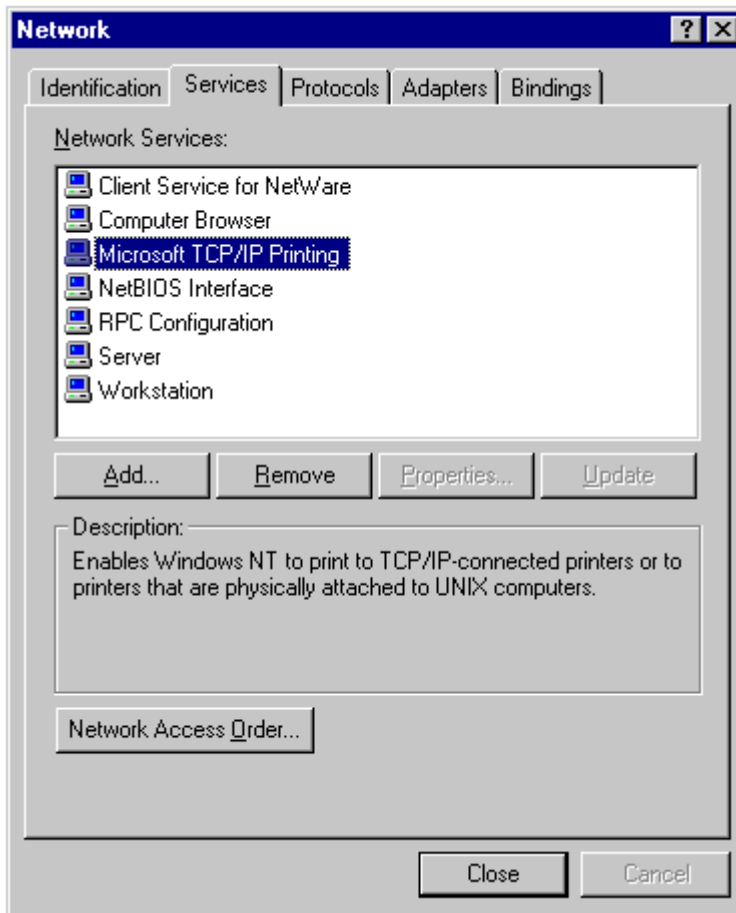 Network
Identification Services Protocols Adapters Bindings
Network Services:
Client Service for NetWare
Computer Browser
Microsoft TCP/IP Printing
NetBIOS Interface
RPC Configuration
Server
Workstation
Add... Remove Properties... Update
Description:
Enables Windows NT to print to TCP/IP-connected printers or to
printers that are physically attached to UNIX computers.
Network Access Order...
Close Cancel